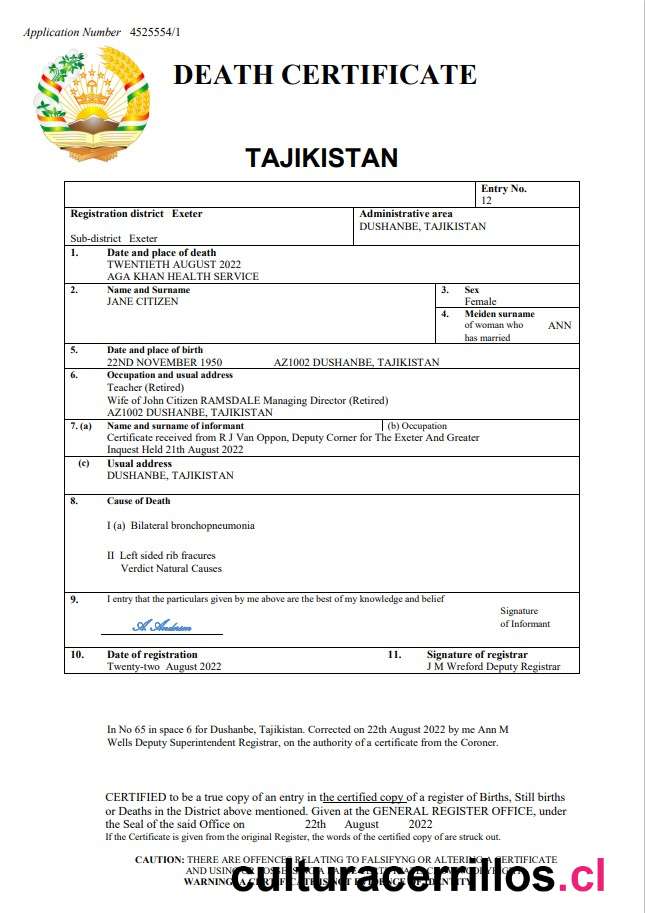 Application Number 4525554/1
DEATH CERTIFICATE
TAJIKISTAN
Entry No.
12
Registration district Exeter
Administrative area
DUSHANBE, TAJIKISTAN
Sub-district Exeter
1. Date and place of death
TWENTIETH AUGUST 2022
AGA KHAN HEALTH SERVICE
2. Name and Surname
JANE CITIZEN
3. Sex
Female
4. Meiden surname
of woman who ANN
has married
5. Date and place of birth
22ND NOVEMBER 1950 AZ1002 DUSHANBE, TAJIKISTAN
6. Occupation and usual address
Teacher (Retired)
Wife of John Citizen RAMSDALE Managing Director (Retired)
AZ1002 DUSHANBE, TAJIKISTAN
7. (a) Name and surname of informant (b) Occupation
Certificate received from R J Van Oppon, Deputy Corner for The Exeter And Greater
Inquest Held 21th August 2022
(c) Usual address
DUSHANBE, TAJIKISTAN
8. Cause of Death
I (a) Bilateral bronchopneumonia
II Left sided rib fracures
Verdict Natural Causes
9. I entry that the particulars given by me above are the best of my knowledge and belief
Signature
of Informant
A. Anderson
10. Date of registration
Twenty-two August 2022
11. Signature of registrar
J M Wreford Deputy Registrar
In No 65 in space 6 for Dushanbe, Tajikistan. Corrected on 22th August 2022 by me Ann M
Wells Deputy Superintendent Registrar, on the authority of a certificate from the Coroner.
CERTIFIED to be a true copy of an entry in the certified copy of a register of Births, Still births
or Deaths in the District above mentioned. Given at the GENERAL REGISTER OFFICE, under
the Seal of the said Office on 22th August 2022
If the Certificate is given from the original Register, the words of the certified copy of are struck out.
CAUTION: THERE ARE OFFENCES RELATING TO FALSIFYNG OR ALTERING A CERTIFICATE
AND USING OR
WARNING: A CERTIFICATE IS NOT EVIDENCE OF IDENTITY
culturacerrillos.cl